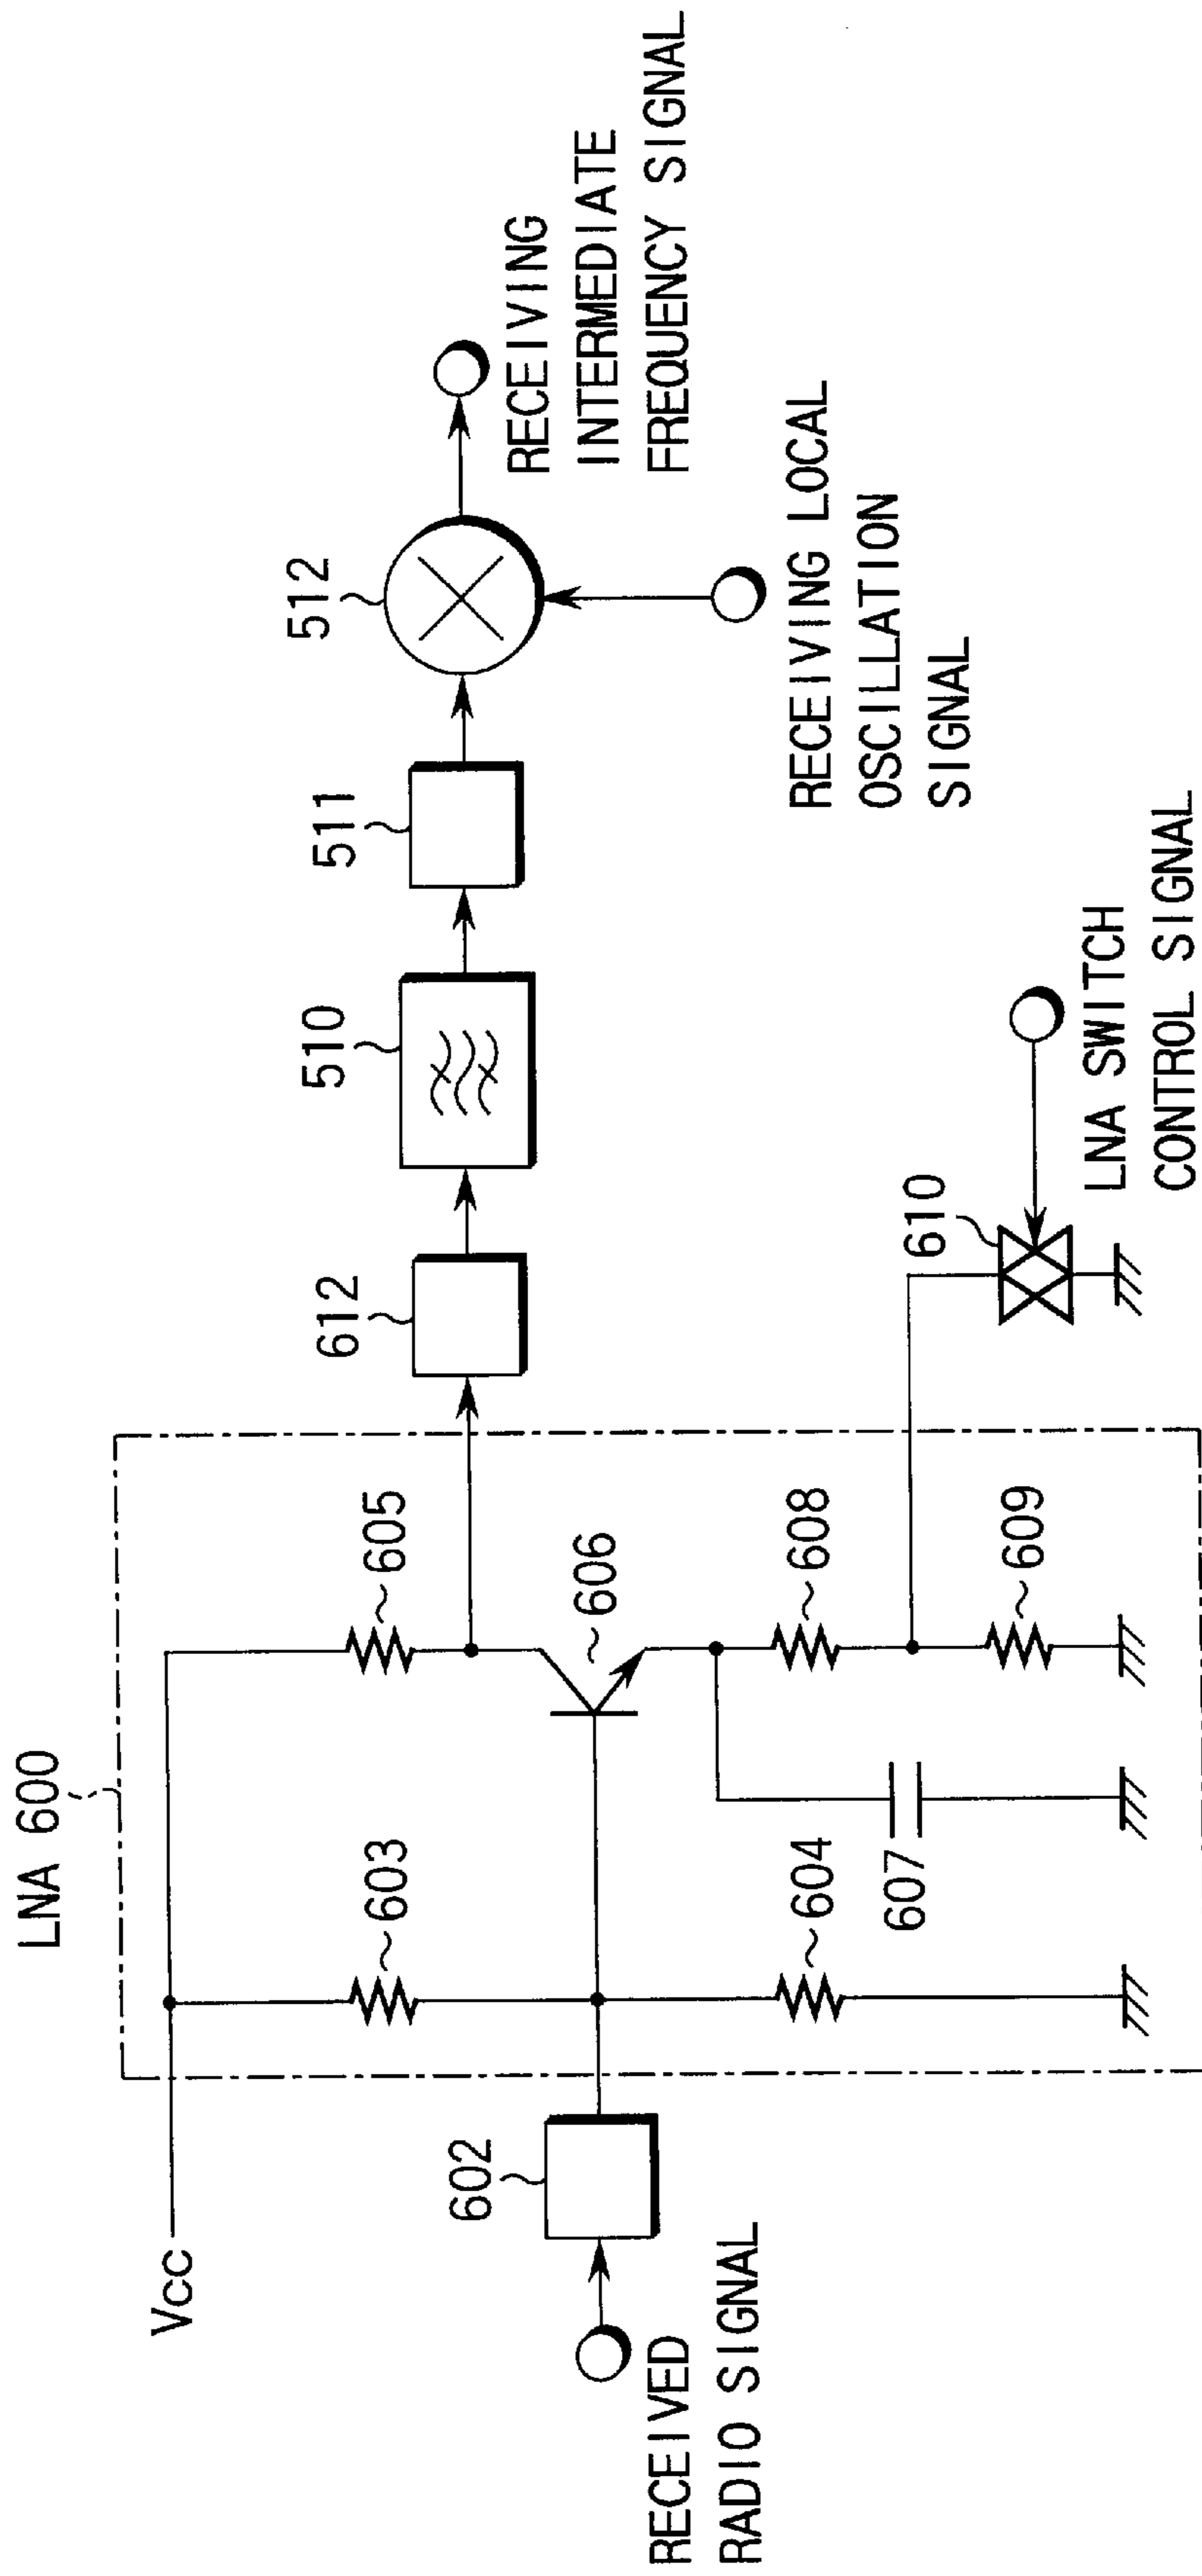 LNA 600
Vcc
603
605
612
510
511
512
602
606
RECEIVING
INTERMEDIATE
FREQUENCY SIGNAL
RECEIVED
RADIO SIGNAL
604
607
608
609
610
RECEIVING LOCAL
OSCILLATION
SIGNAL
LNA SWITCH
CONTROL SIGNAL